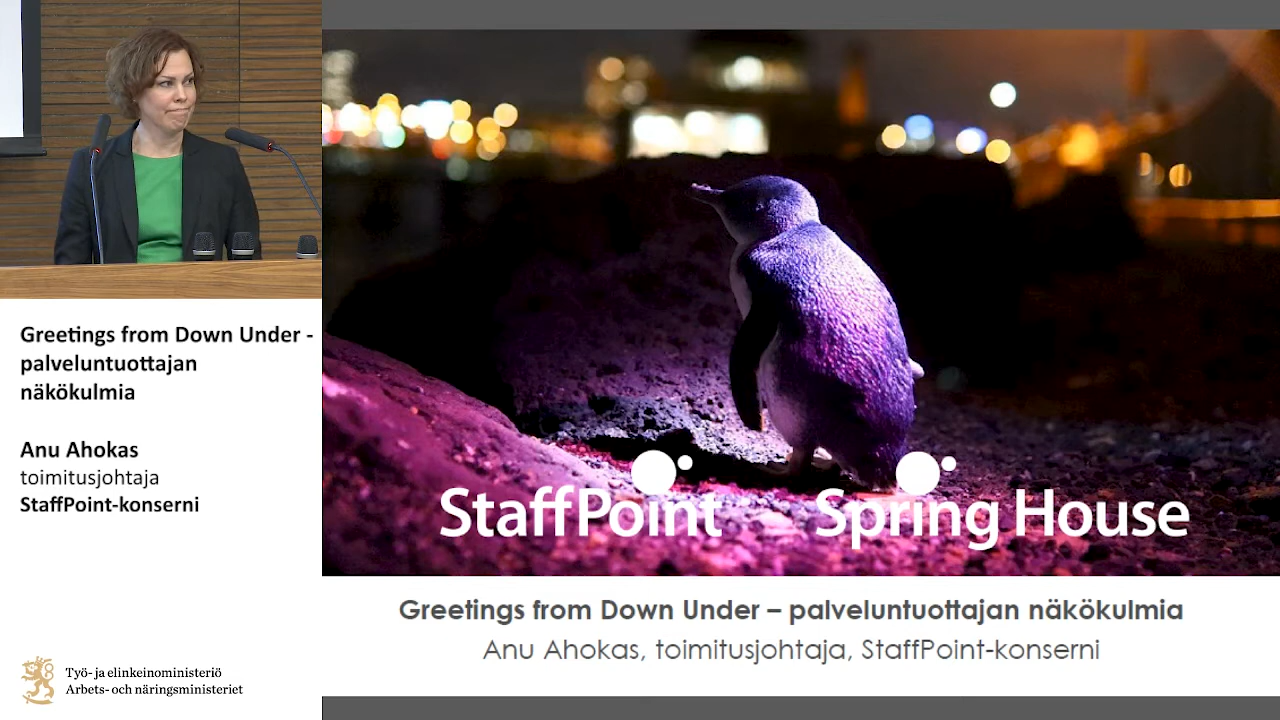 Greetings from Down Under -
palveluntuottajan
näkökulmia
Anu Ahokas
toimitusjohtaja
StaffPoint-konserni
Työ- ja elinkeinoministeriö
Arbets- och näringsministeriet
StaffPoint
Spring House
Greetings from Down Under – palveluntuottajan näkökulmia
Anu Ahokas, toimitusjohtaja, StaffPoint-konserni